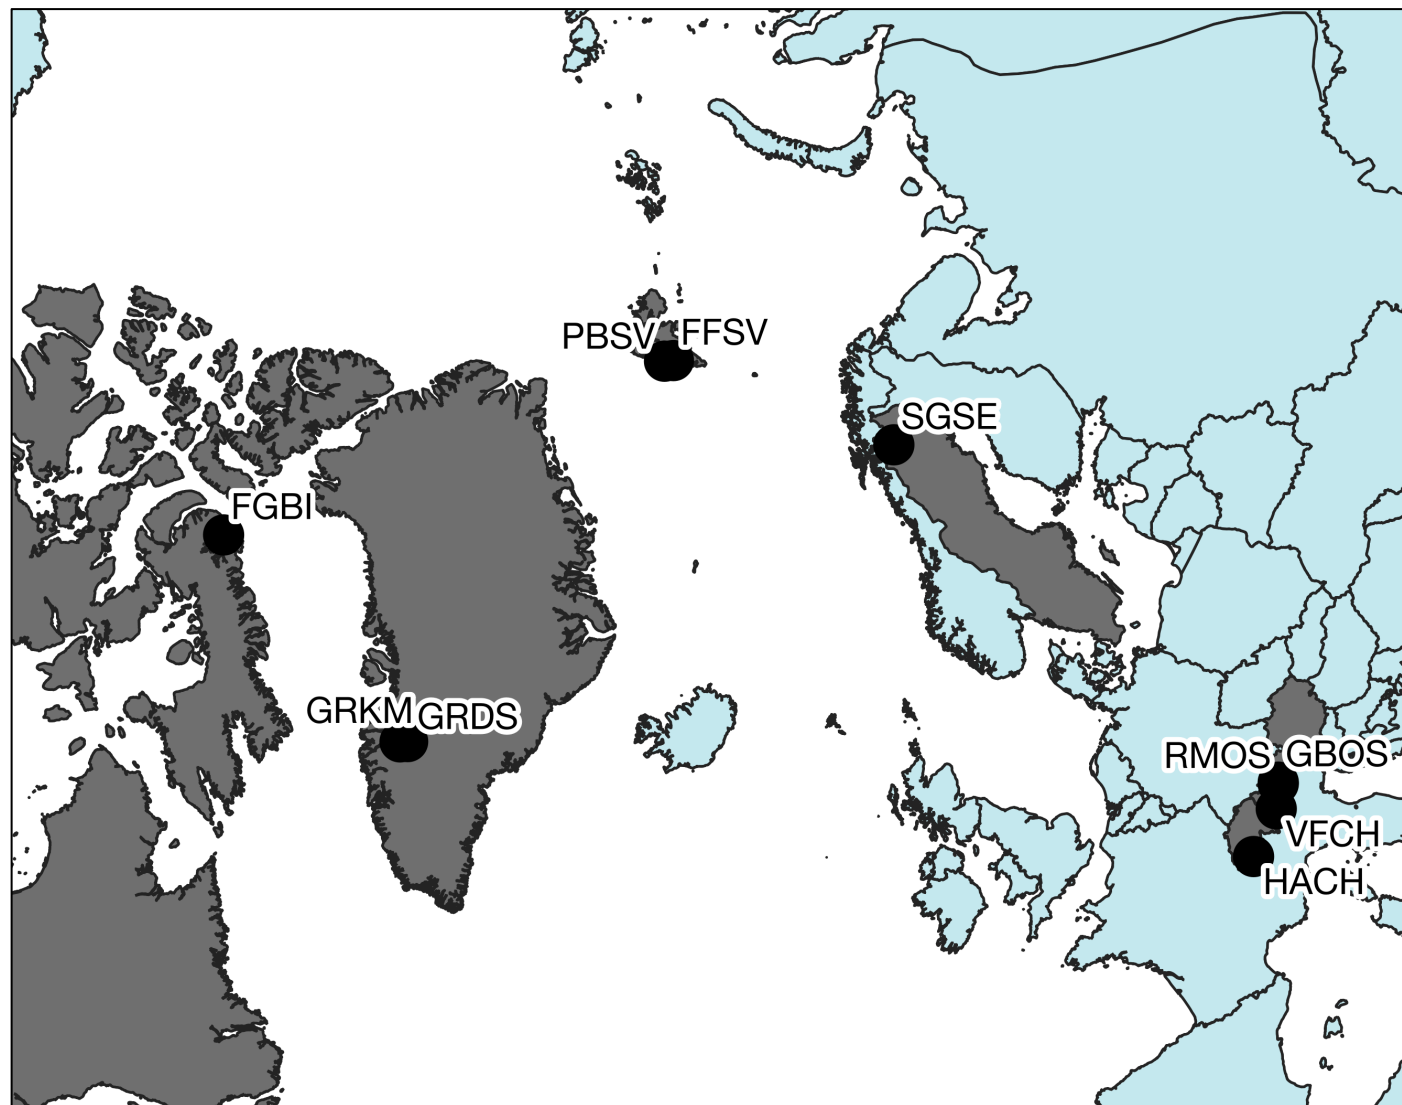 PBSV FFSV
SGSE
FGBI
GRKM GRDS
RMOS GBOS
VFCH
HACH